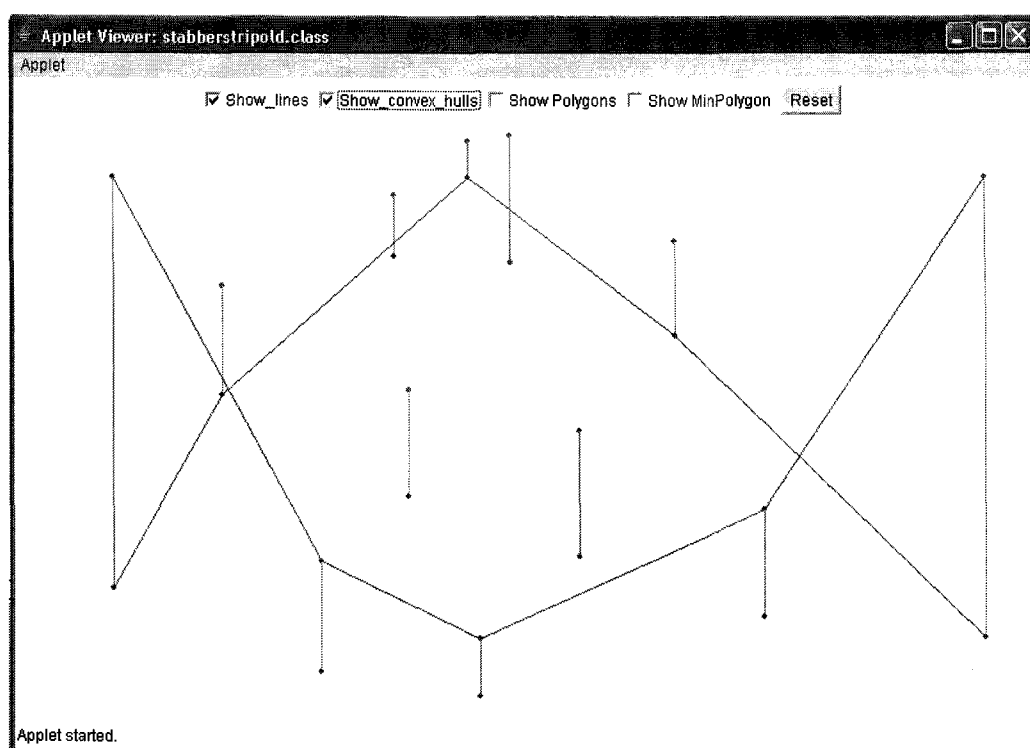 Applet Viewer: stabberstripold.class
Applet
Show_lines Show_convex_hulls Show Polygons Show MinPolygon Reset
Applet started.